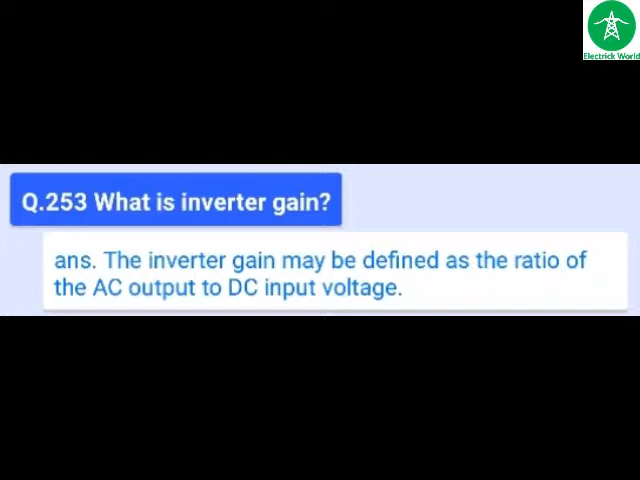 Electrick World
Q.253 What is inverter gain?
ans. The inverter gain may be defined as the ratio of
the AC output to DC input voltage.